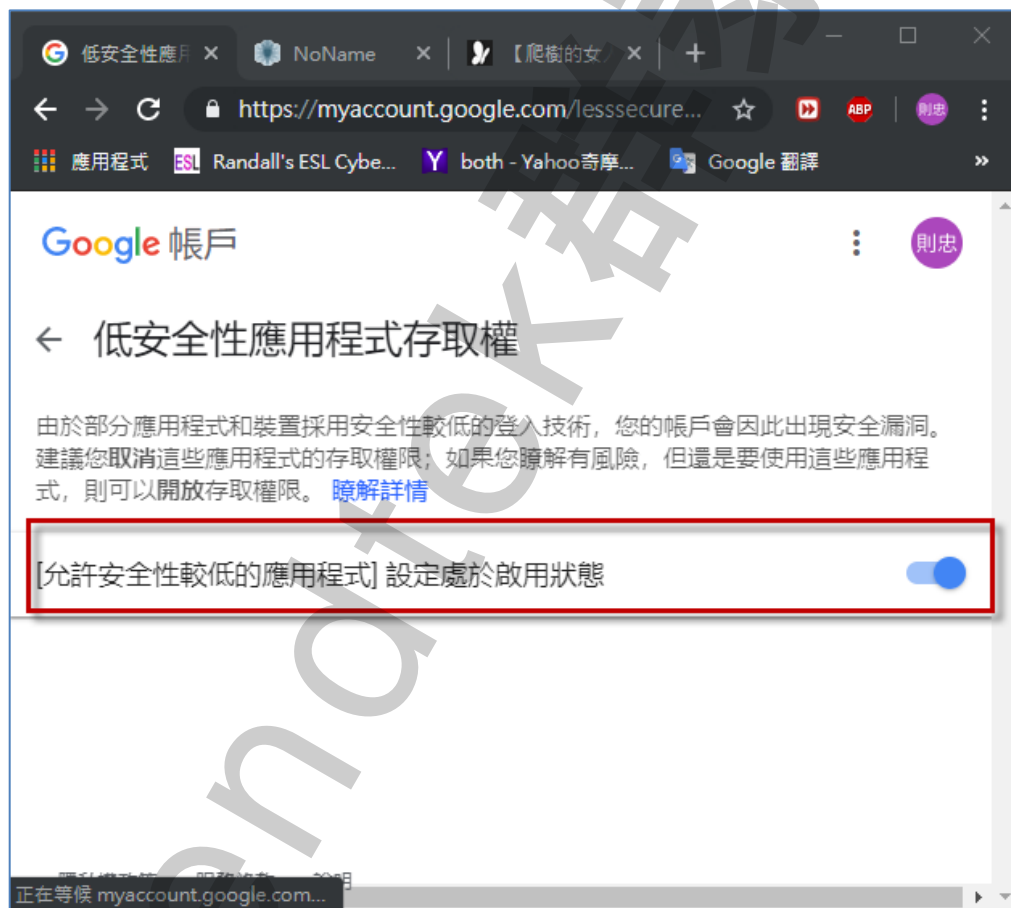 低安全性應用
NoName
【爬樹的女人
https://myaccount.google.com/lesssecure...
ABP
則忠
應用程式
ESL
Randall's ESL Cybe...
Y
both - Yahoo奇摩...
Google 翻譯
»
Google 帳戶
則忠
低安全性應用程式存取權
由於部分應用程式和裝置採用安全性較低的登入技術，您的帳戶會因此出現安全漏洞。
建議您取消這些應用程式的存取權限；如果您瞭解有風險，但還是要使用這些應用程
式，則可以開放存取權限。 瞭解詳情
[允許安全性較低的應用程式] 設定處於啟用狀態
正在等候 myaccount.google.com...